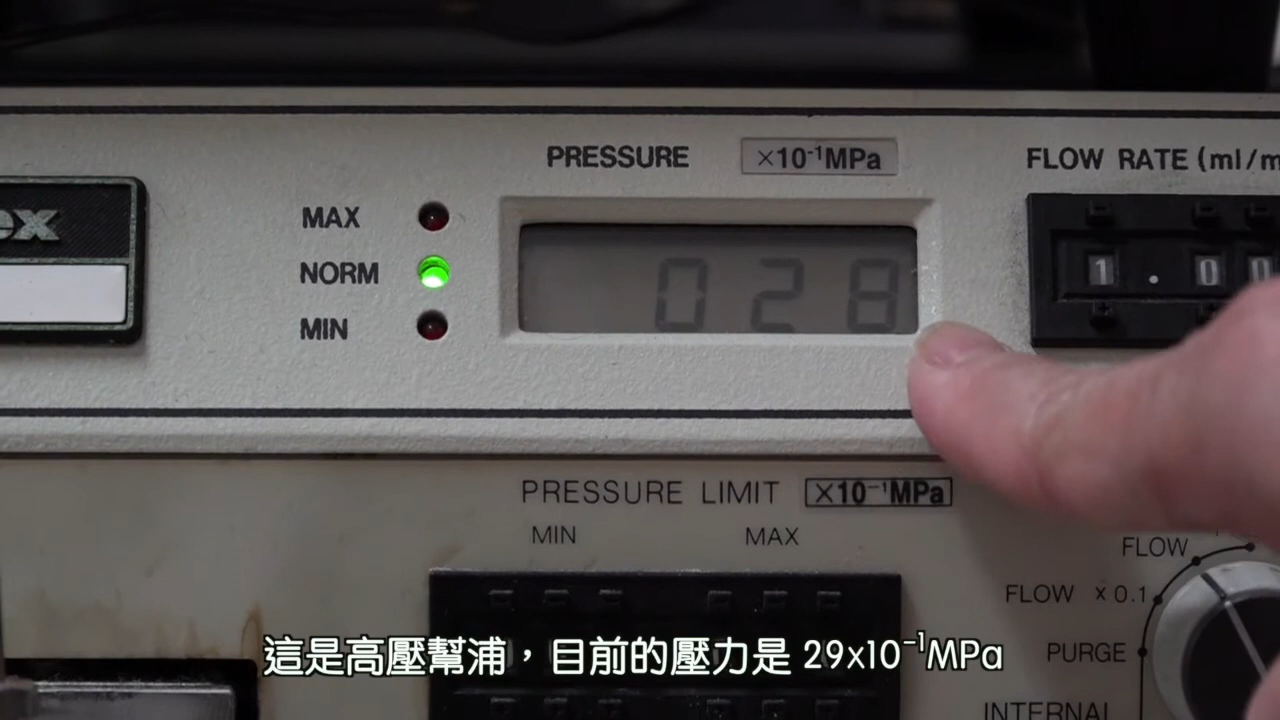 PRESSURE ×10⁻¹MPa
FLOW RATE (ml/m
ex
MAX
NORM
MIN
028
1.00
PRESSURE LIMIT ×10⁻¹MPa
MIN MAX
FLOW
FLOW ×0.1
PURGE
INTERNAL
這是高壓幫浦，目前的壓力是 29x10⁻¹MPa